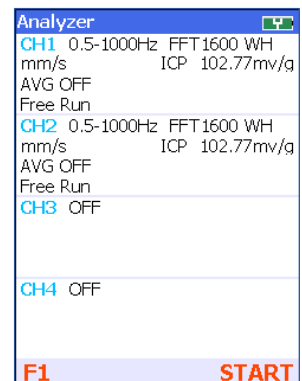 Analyzer
CH1 0.5-1000Hz FFT1600 WH
mm/s ICP 102.77mv/g
AVG OFF
Free Run
CH2 0.5-1000Hz FFT1600 WH
mm/s ICP 102.77mv/g
AVG OFF
Free Run
CH3 OFF
CH4 OFF
F1 START